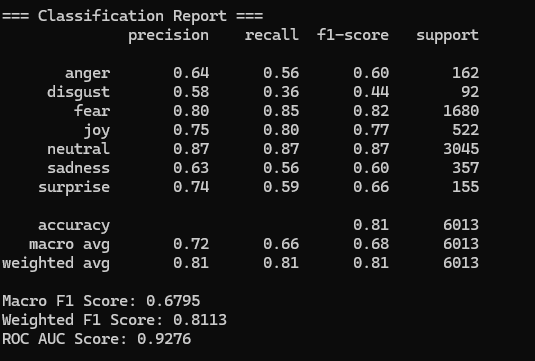 === Classification Report ===
              precision    recall  f1-score   support

       anger       0.64      0.56      0.60       162
     disgust       0.58      0.36      0.44        92
        fear       0.80      0.85      0.82      1680
         joy       0.75      0.80      0.77       522
     neutral       0.87      0.87      0.87      3045
     sadness       0.63      0.56      0.60       357
    surprise       0.74      0.59      0.66       155

    accuracy                           0.81      6013
   macro avg       0.72      0.66      0.68      6013
weighted avg       0.81      0.81      0.81      6013

Macro F1 Score: 0.6795
Weighted F1 Score: 0.8113
ROC AUC Score: 0.9276